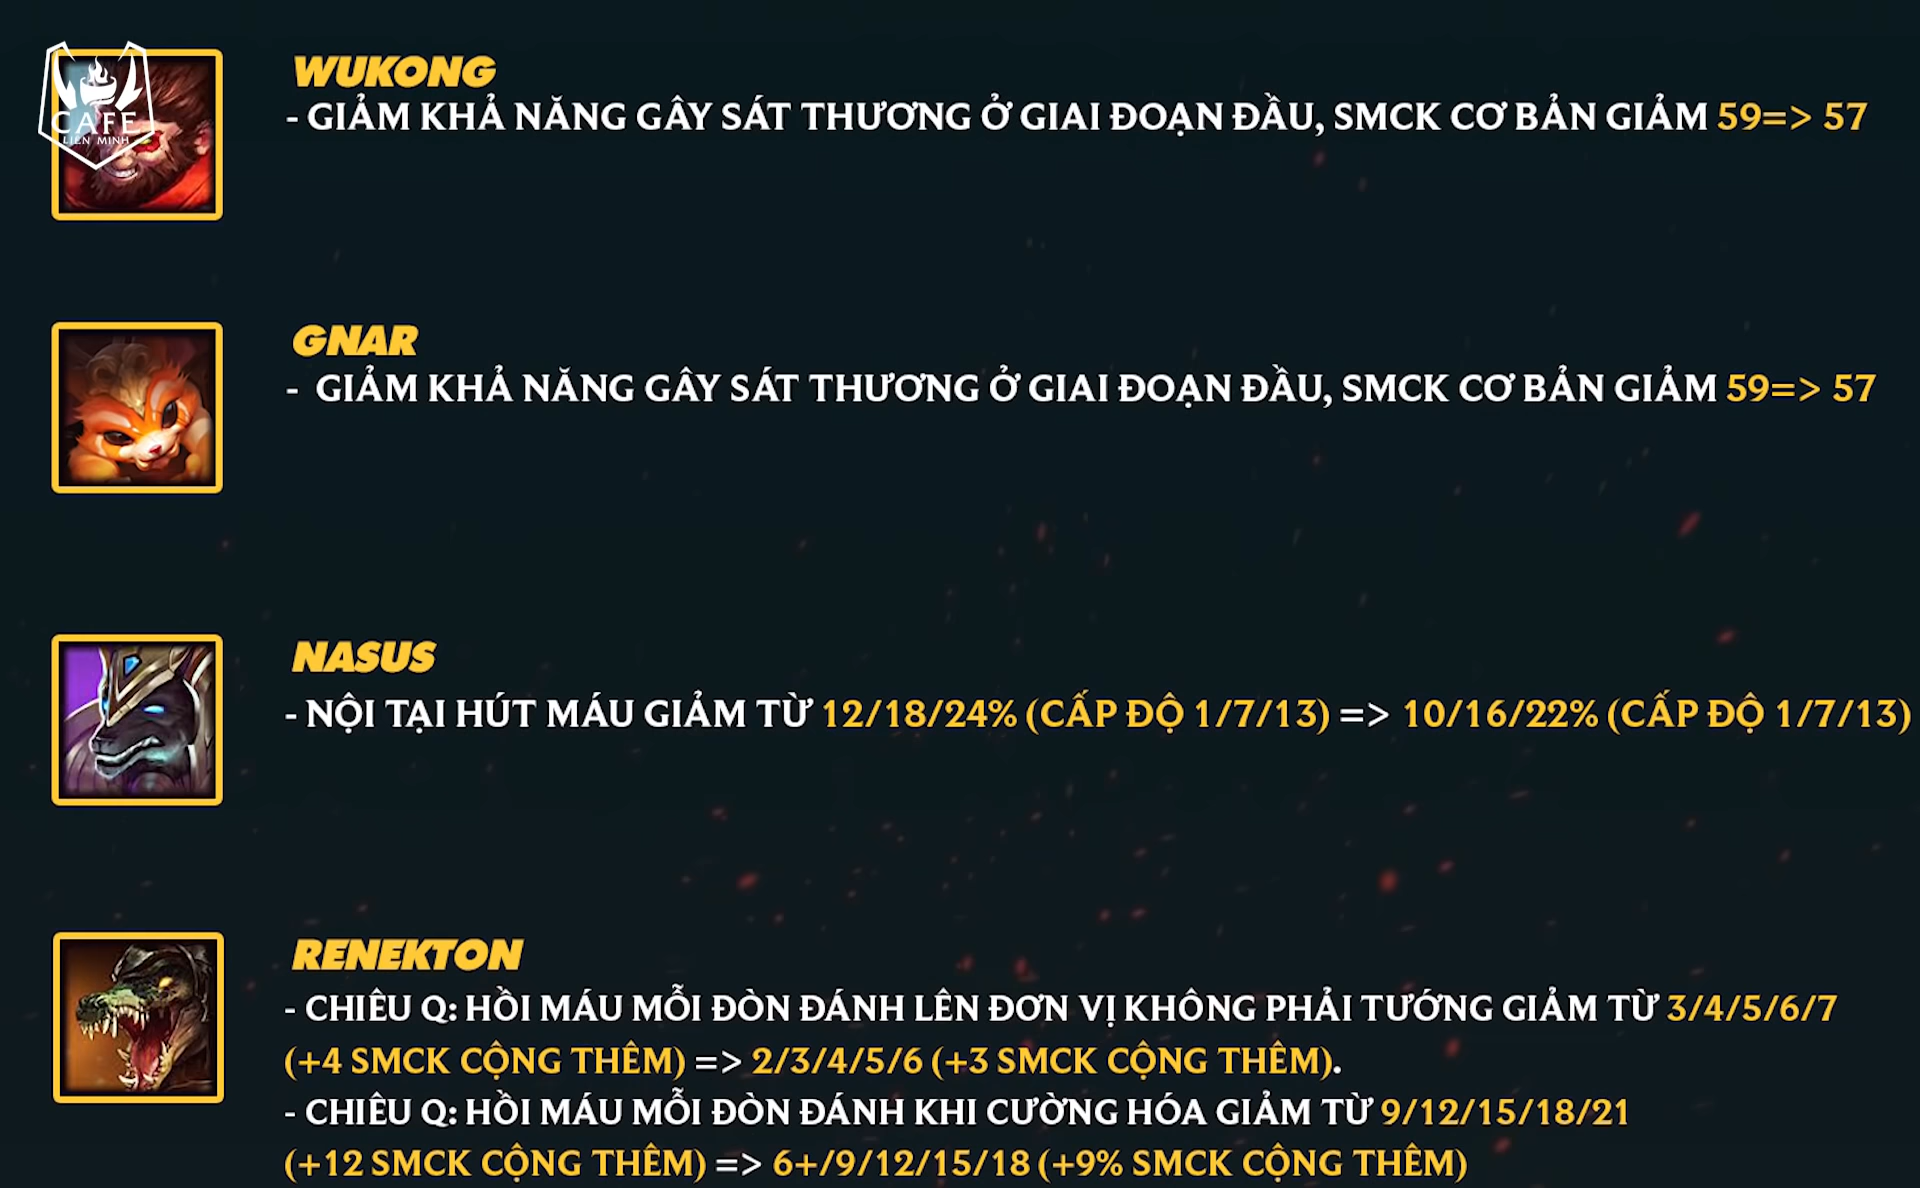 CAFE
LIÊN MINH
WUKONG
- GIẢM KHẢ NĂNG GÂY SÁT THƯƠNG Ở GIAI ĐOẠN ĐẦU, SMCK CƠ BẢN GIẢM 59=> 57
GNAR
- GIẢM KHẢ NĂNG GÂY SÁT THƯƠNG Ở GIAI ĐOẠN ĐẦU, SMCK CƠ BẢN GIẢM 59=> 57
NASUS
- NỘI TẠI HÚT MÁU GIẢM TỪ 12/18/24% (CẤP ĐỘ 1/7/13) => 10/16/22% (CẤP ĐỘ 1/7/13)
RENEKTON
- CHIÊU Q: HỒI MÁU MỖI ĐÒN ĐÁNH LÊN ĐƠN VỊ KHÔNG PHẢI TƯỚNG GIẢM TỪ 3/4/5/6/7
(+4 SMCK CỘNG THÊM) => 2/3/4/5/6 (+3 SMCK CỘNG THÊM).
- CHIÊU Q: HỒI MÁU MỖI ĐÒN ĐÁNH KHI CƯỜNG HÓA GIẢM TỪ 9/12/15/18/21
(+12 SMCK CỘNG THÊM) => 6+/9/12/15/18 (+9% SMCK CỘNG THÊM)